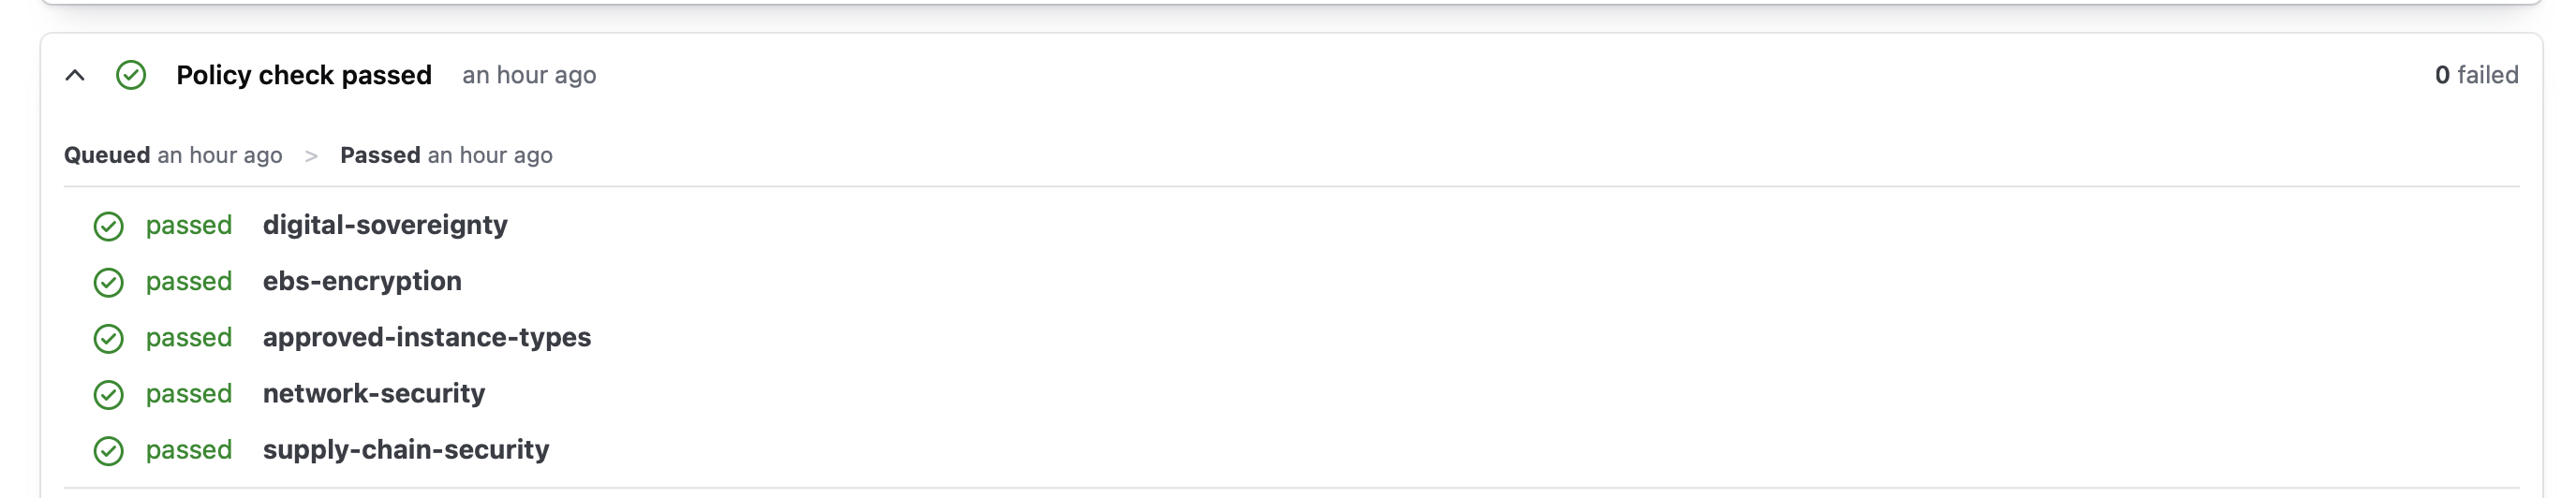 Policy check passed an hour ago 0 failed
Queued an hour ago > Passed an hour ago
passed digital-sovereignty
passed ebs-encryption
passed approved-instance-types
passed network-security
passed supply-chain-security